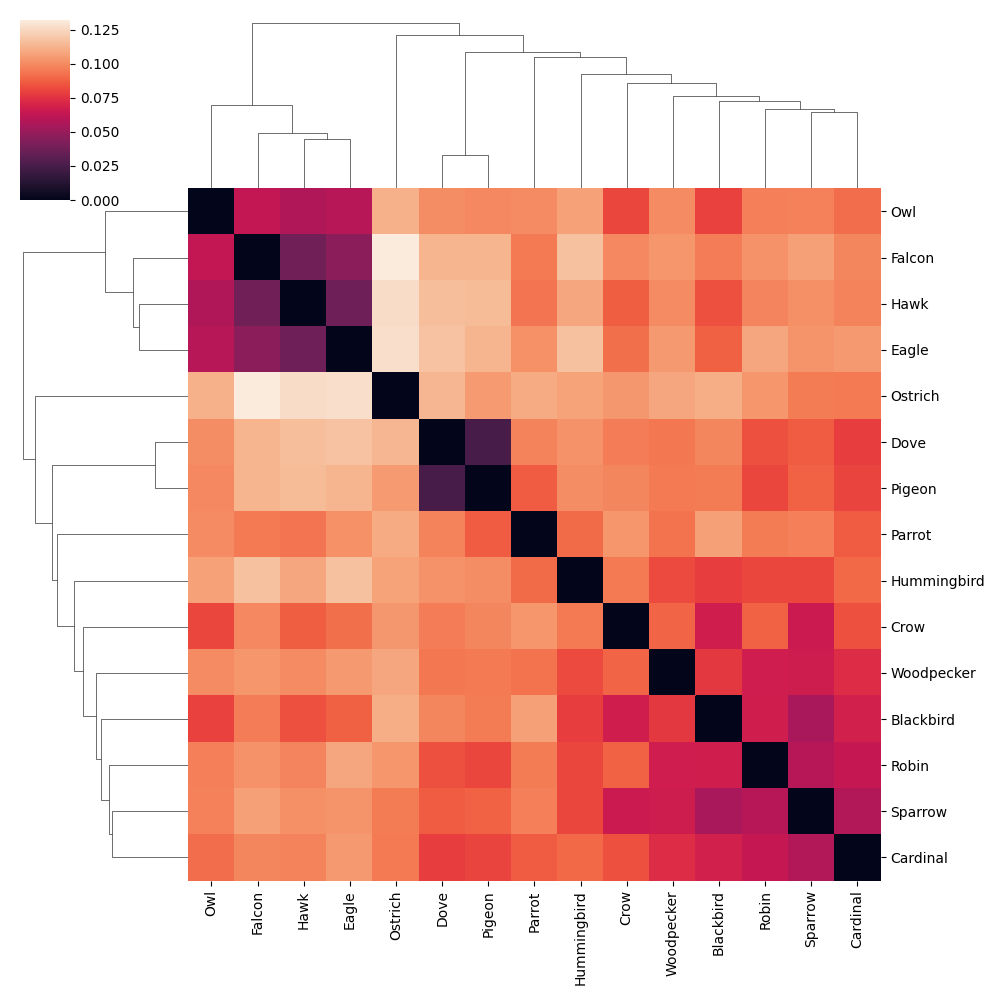 0.125
0.100
0.075
0.050
0.025
0.000
Owl
Falcon
Hawk
Eagle
Ostrich
Dove
Pigeon
Parrot
Hummingbird
Crow
Woodpecker
Blackbird
Robin
Sparrow
Cardinal
Owl
Falcon
Hawk
Eagle
Ostrich
Dove
Pigeon
Parrot
Hummingbird
Crow
Woodpecker
Blackbird
Robin
Sparrow
Cardinal